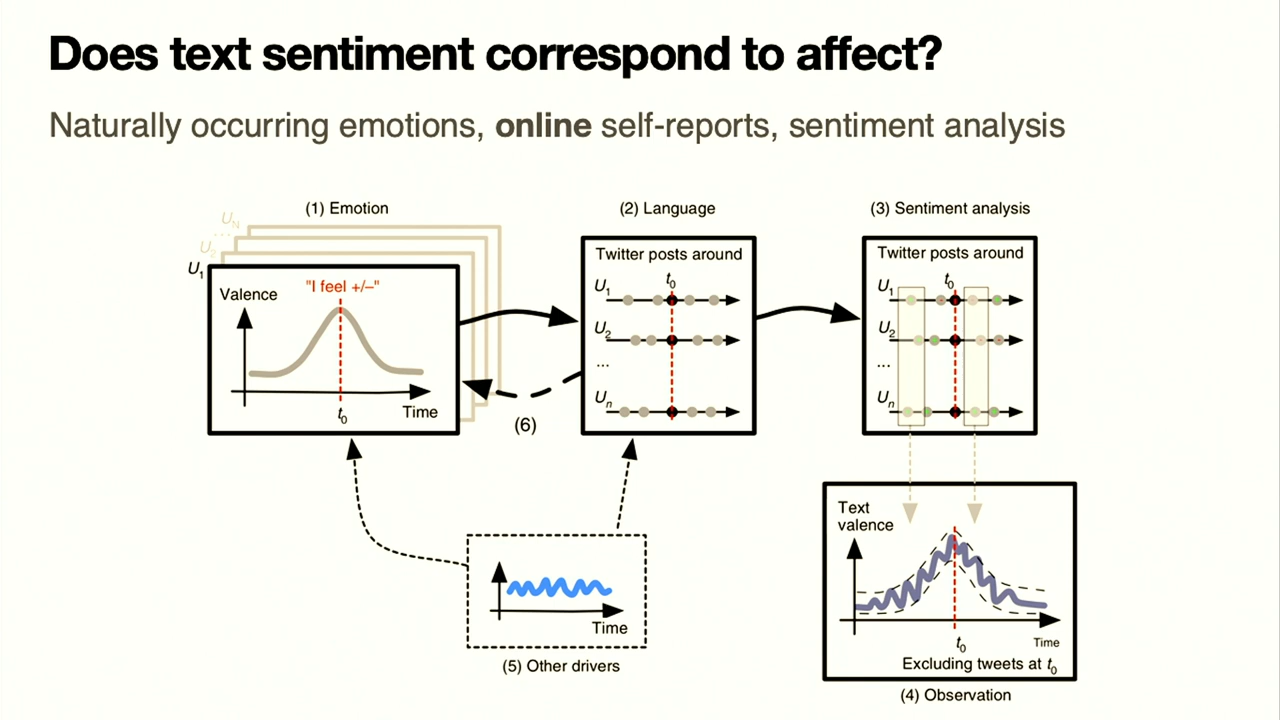 Does text sentiment correspond to affect?
Naturally occurring emotions, online self-reports, sentiment analysis
(1) Emotion
U_N
...
U_2
U_1
Valence
"I feel +/–"
t_0
Time
(2) Language
Twitter posts around
t_0
U_1
U_2
...
U_n
(6)
(3) Sentiment analysis
Twitter posts around
t_0
U_1
U_2
...
U_n
Time
(5) Other drivers
Text
valence
t_0
Time
Excluding tweets at t_0
(4) Observation